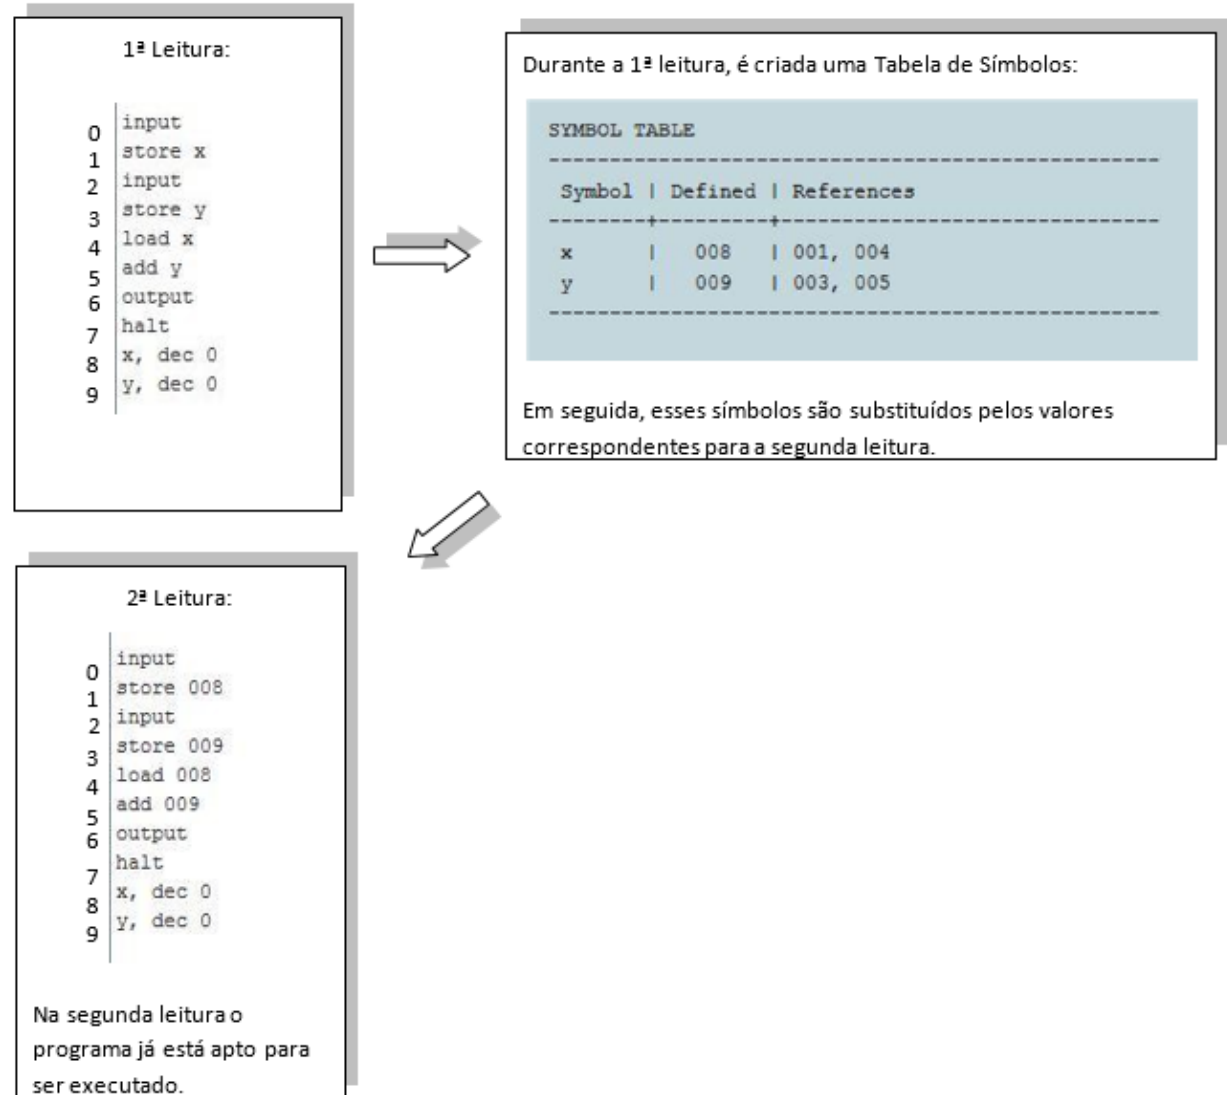 1ª Leitura:
0 input
1 store x
2 input
3 store y
4 load x
5 add y
6 output
7 halt
8 x, dec 0
9 y, dec 0
Durante a 1ª leitura, é criada uma Tabela de Símbolos:
SYMBOL TABLE
--------------------------------------------------
Symbol | Defined | References
--------+---------+-------------------------------
x | 008 | 001, 004
y | 009 | 003, 005
--------------------------------------------------
Em seguida, esses símbolos são substituídos pelos valores
correspondentes para a segunda leitura.
2ª Leitura:
0 input
1 store 008
2 input
3 store 009
4 load 008
5 add 009
6 output
7 halt
8 x, dec 0
9 y, dec 0
Na segunda leitura o
programa já está apto para
ser executado.